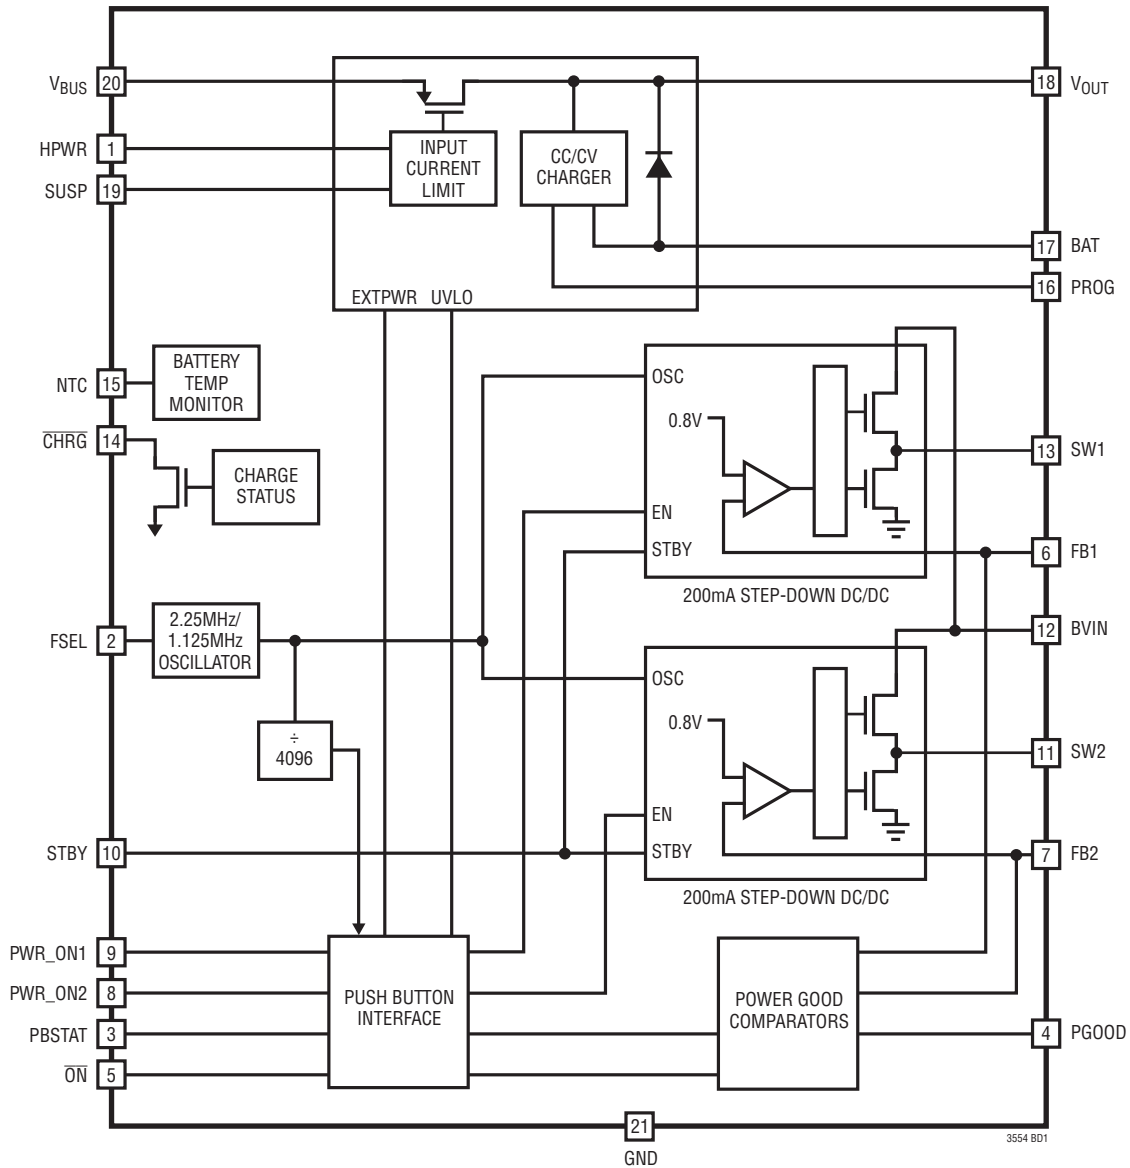 VBUS 20
18 VOUT
HPWR 1
INPUT
CURRENT
LIMIT
CC/CV
CHARGER
SUSP 19
17 BAT
16 PROG
EXTPWR UVLO
NTC 15
BATTERY
TEMP
MONITOR
CHRG 14
CHARGE
STATUS
OSC
0.8V
13 SW1
EN
STBY
6 FB1
200mA STEP-DOWN DC/DC
FSEL 2
2.25MHz/
1.125MHz
OSCILLATOR
12 BVIN
OSC
0.8V
÷
4096
11 SW2
EN
STBY 10
STBY
7 FB2
200mA STEP-DOWN DC/DC
PWR_ON1 9
PWR_ON2 8
PBSTAT 3
ON 5
PUSH BUTTON
INTERFACE
POWER GOOD
COMPARATORS
4 PGOOD
21
GND
3554 BD1